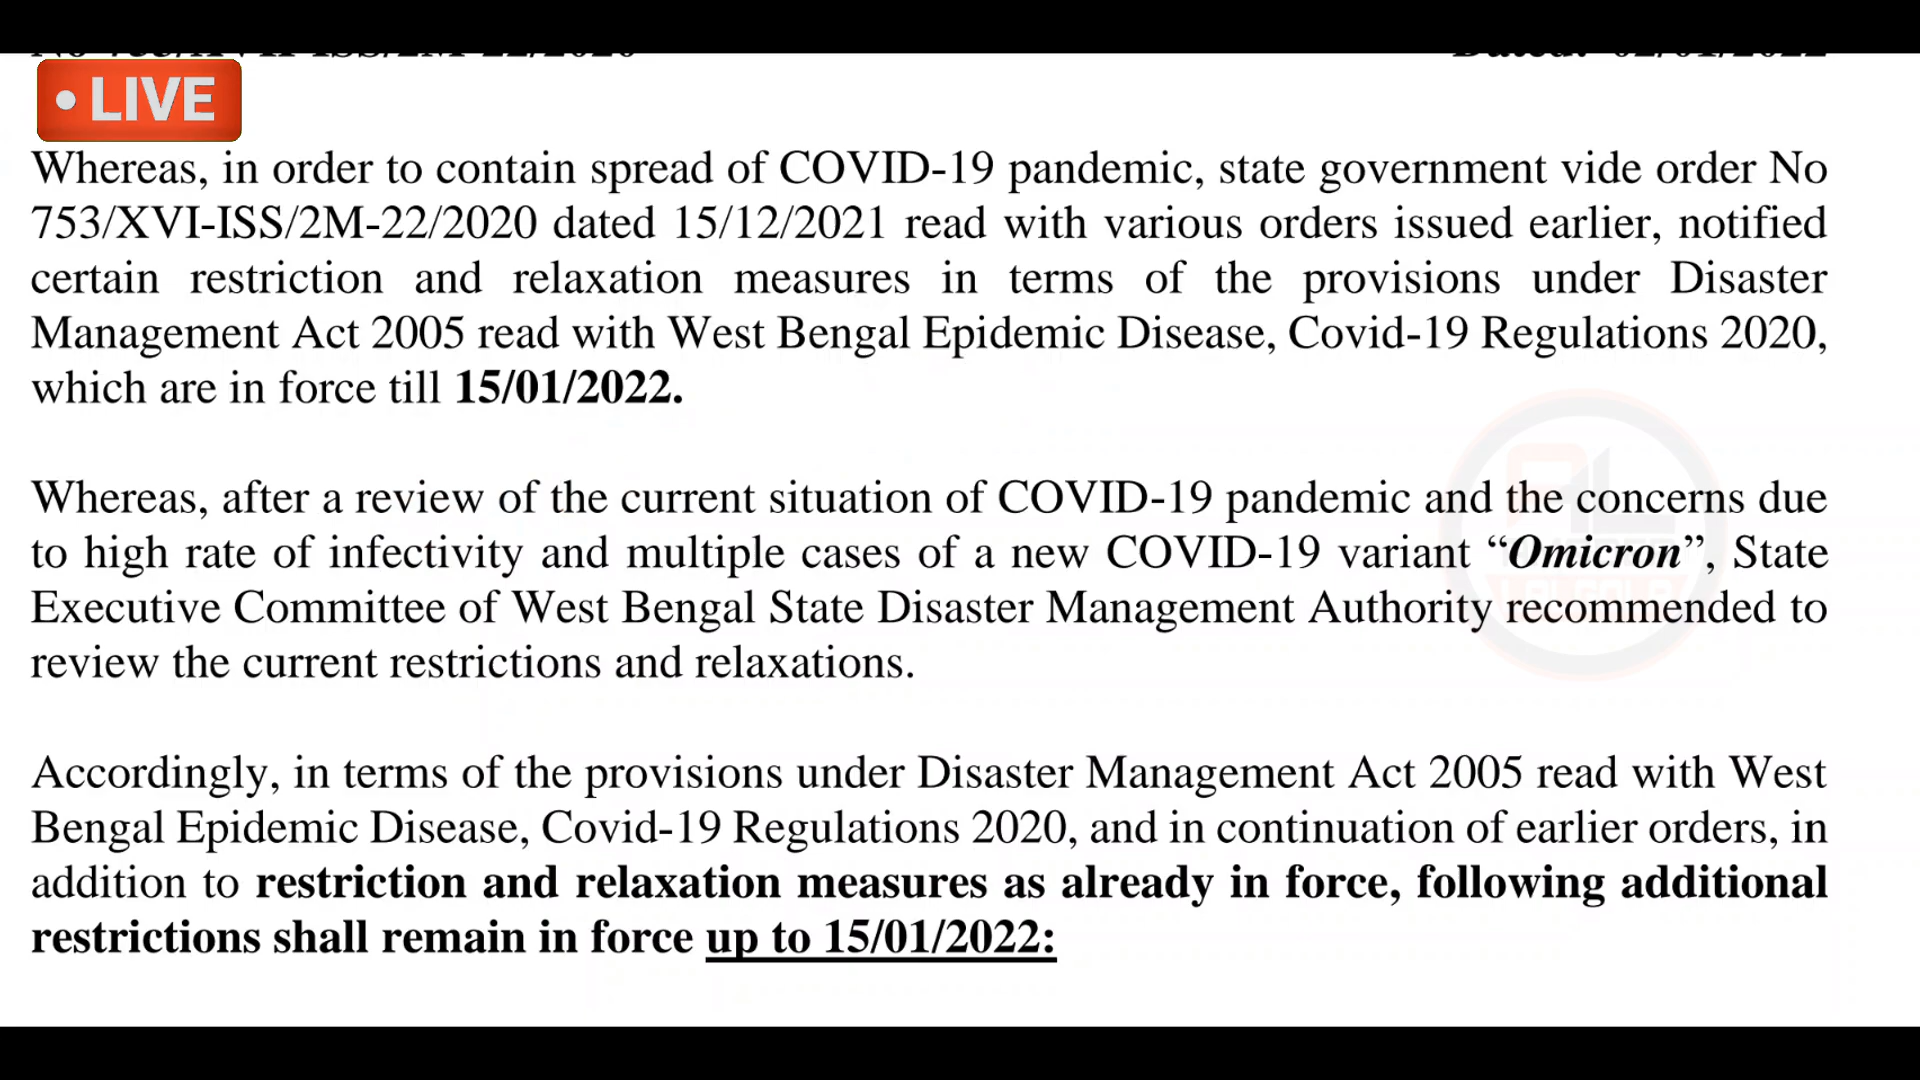 LIVE
Whereas, in order to contain spread of COVID-19 pandemic, state government vide order No
753/XVI-ISS/2M-22/2020 dated 15/12/2021 read with various orders issued earlier, notified
certain restriction and relaxation measures in terms of the provisions under Disaster
Management Act 2005 read with West Bengal Epidemic Disease, Covid-19 Regulations 2020,
which are in force till 15/01/2022.
Whereas, after a review of the current situation of COVID-19 pandemic and the concerns due
to high rate of infectivity and multiple cases of a new COVID-19 variant “Omicron”, State
Executive Committee of West Bengal State Disaster Management Authority recommended to
review the current restrictions and relaxations.
Accordingly, in terms of the provisions under Disaster Management Act 2005 read with West
Bengal Epidemic Disease, Covid-19 Regulations 2020, and in continuation of earlier orders, in
addition to restriction and relaxation measures as already in force, following additional
restrictions shall remain in force up to 15/01/2022: